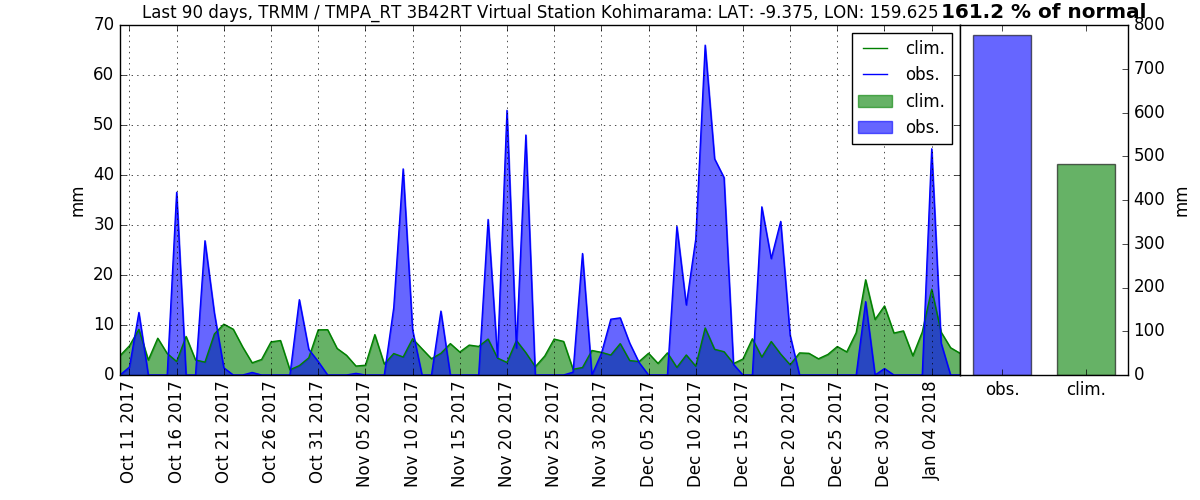 Last 90 days, TRMM / TMPA_RT 3B42RT Virtual Station Kohimarama: LAT: -9.375, LON: 159.625 161.2 % of normal
70
60
50
40
30
20
10
0
mm
clim.
obs.
clim.
obs.
800
700
600
500
400
300
200
100
0
mm
obs.
clim.
Oct 11 2017
Oct 16 2017
Oct 21 2017
Oct 26 2017
Oct 31 2017
Nov 05 2017
Nov 10 2017
Nov 15 2017
Nov 20 2017
Nov 25 2017
Nov 30 2017
Dec 05 2017
Dec 10 2017
Dec 15 2017
Dec 20 2017
Dec 25 2017
Dec 30 2017
Jan 04 2018